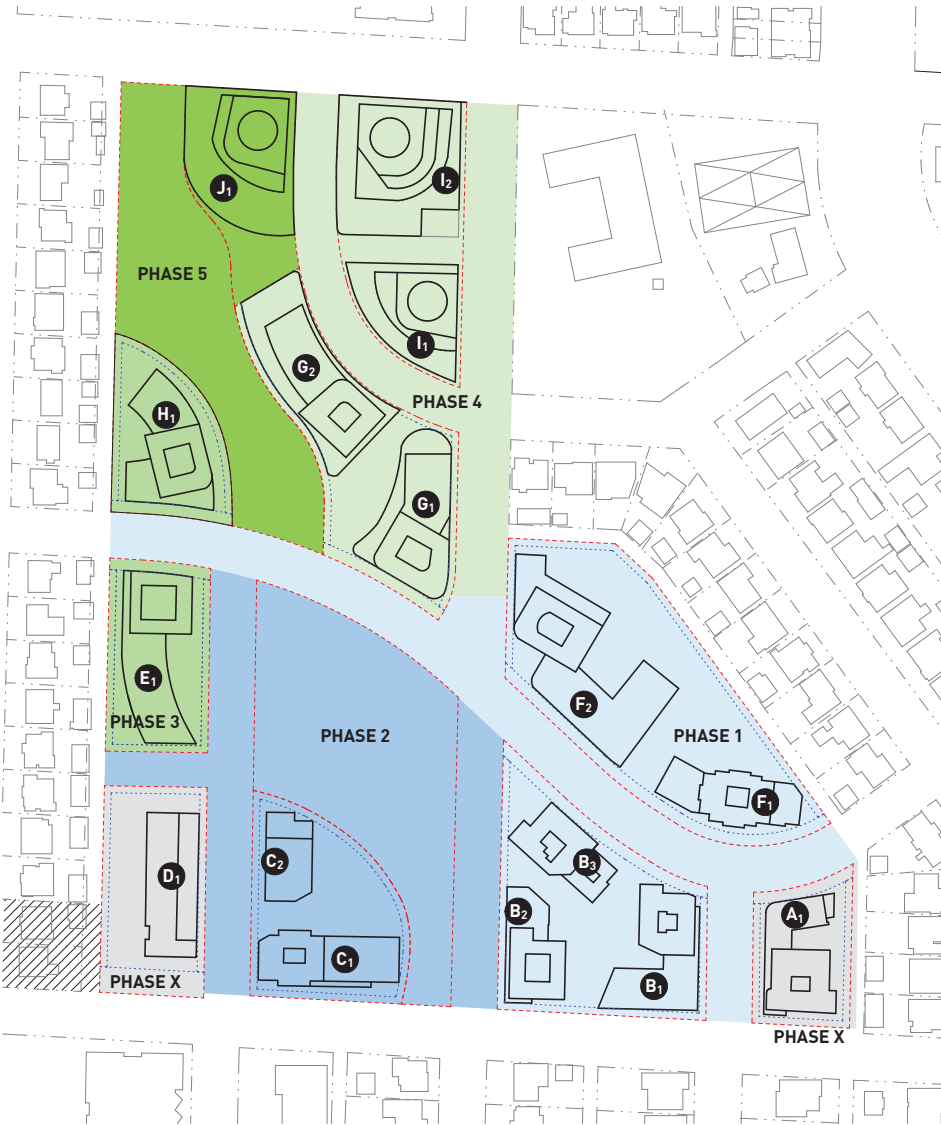 J1
I2
PHASE 5
I1
G2
PHASE 4
H1
G1
E1
F2
PHASE 3
PHASE 2
PHASE 1
F1
C2
B3
D1
B2
A1
C1
PHASE X
B1
PHASE X